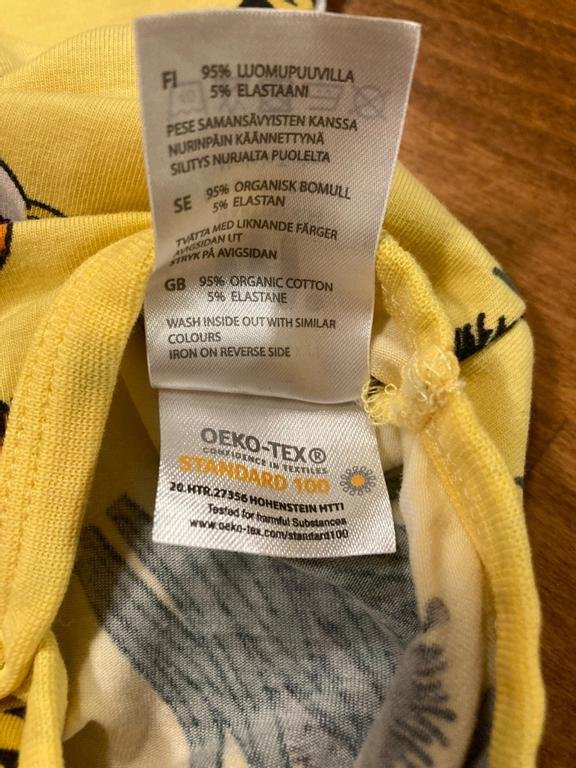 FI 95% LUOMUPUUVILLA
5% ELASTAANI
PESE SAMANSÄVYISTEN KANSSA
NURINPÄIN KÄÄNNETTYNÄ
SILITYS NURJALTA PUOLELTA
SE 95% ORGANISK BOMULL
5% ELASTAN
TVÄTTA MED LIKNANDE FÄRGER
AVIGSIDAN UT
STRYK PÅ AVIGSIDAN
GB 95% ORGANIC COTTON
5% ELASTANE
WASH INSIDE OUT WITH SIMILAR
COLOURS
IRON ON REVERSE SIDE
OEKO-TEX®
CONFIDENCE IN TEXTILES
STANDARD 100
20.HTR.27356 HOHENSTEIN HTTI
Tested for harmful Substances
www.oeko-tex.com/standard100